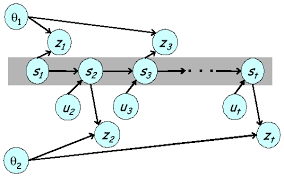 θ1
z1 z3
s1 s2 s3 ... st
u2 u3 ut
z2 zt
θ2